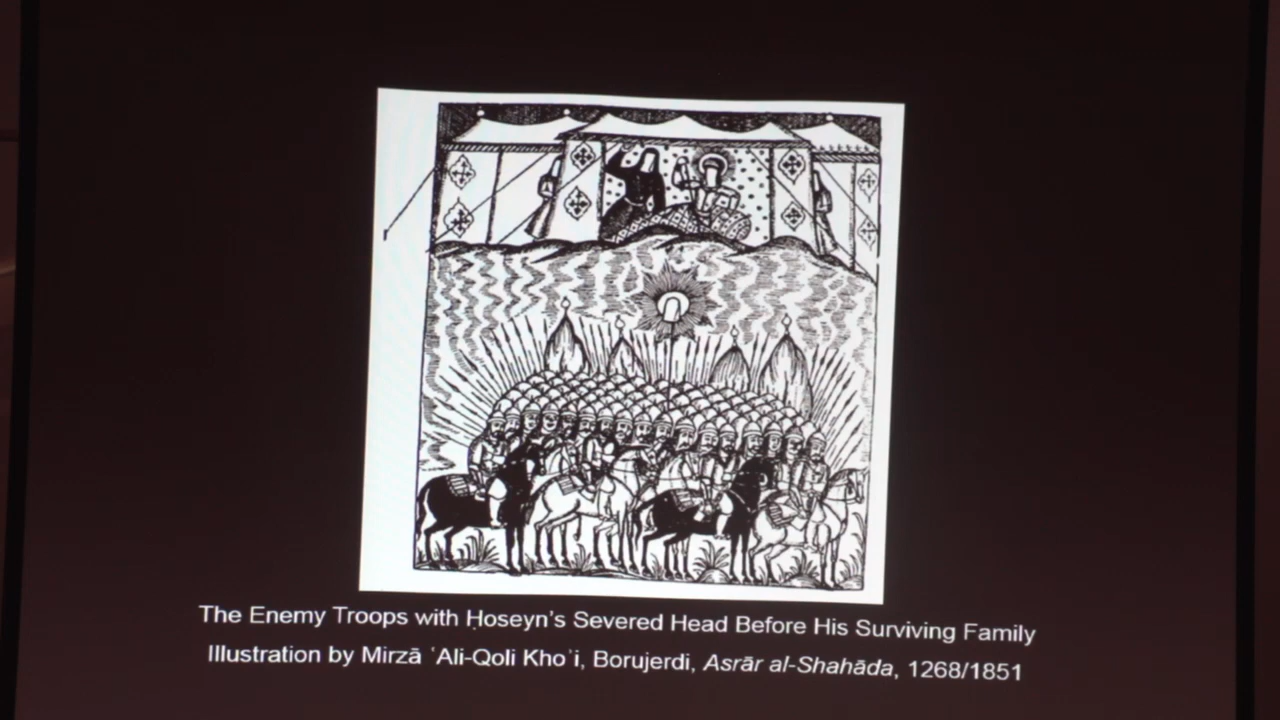 The Enemy Troops with Ḥoseyn's Severed Head Before His Surviving Family
Illustration by Mirzā ʿAli-Qoli Khoʾi, Borujerdi, Asrār al-Shahāda, 1268/1851